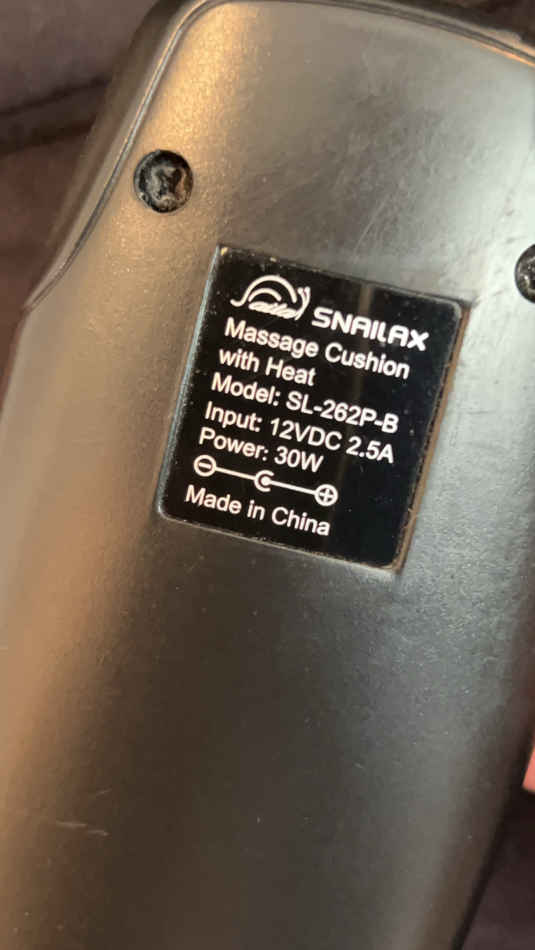 SNAILAX
Massage Cushion
with Heat
Model: SL-262P-B
Input: 12VDC 2.5A
Power: 30W
Made in China